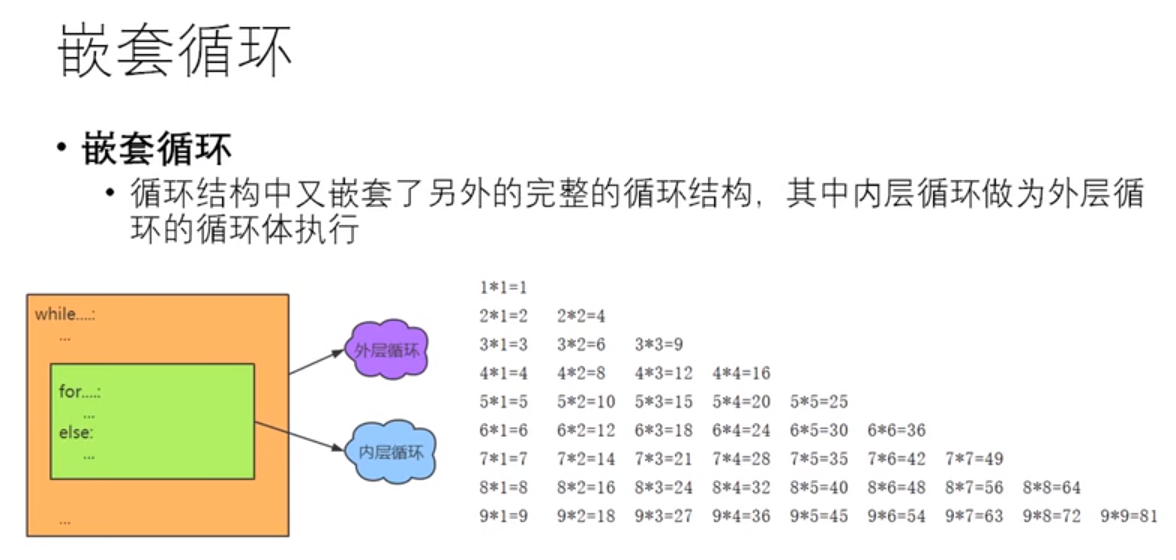 嵌套循环
• 嵌套循环
• 循环结构中又嵌套了另外的完整的循环结构，其中内层循环做为外层循
环的循环体执行
while....:
...
for....:
...
else:
...
...
外层循环
内层循环
1*1=1
2*1=2 2*2=4
3*1=3 3*2=6 3*3=9
4*1=4 4*2=8 4*3=12 4*4=16
5*1=5 5*2=10 5*3=15 5*4=20 5*5=25
6*1=6 6*2=12 6*3=18 6*4=24 6*5=30 6*6=36
7*1=7 7*2=14 7*3=21 7*4=28 7*5=35 7*6=42 7*7=49
8*1=8 8*2=16 8*3=24 8*4=32 8*5=40 8*6=48 8*7=56 8*8=64
9*1=9 9*2=18 9*3=27 9*4=36 9*5=45 9*6=54 9*7=63 9*8=72 9*9=81